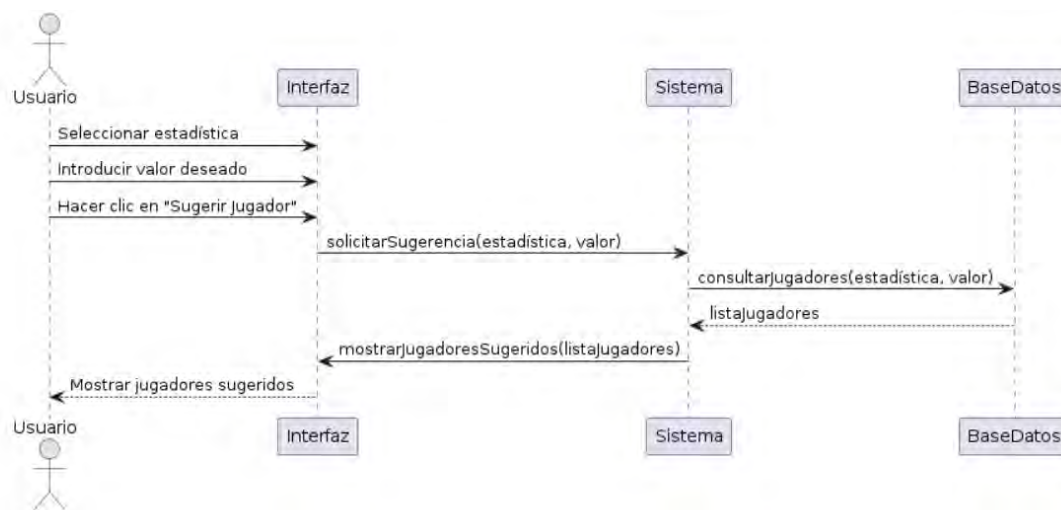 Usuario
Interfaz
Sistema
BaseDatos
Seleccionar estadística
Introducir valor deseado
Hacer clic en "Sugerir Jugador"
solicitarSugerencia(estadística, valor)
consultarJugadores(estadística, valor)
listaJugadores
mostrarJugadoresSugeridos(listaJugadores)
Mostrar jugadores sugeridos
Usuario
Interfaz
Sistema
BaseDatos